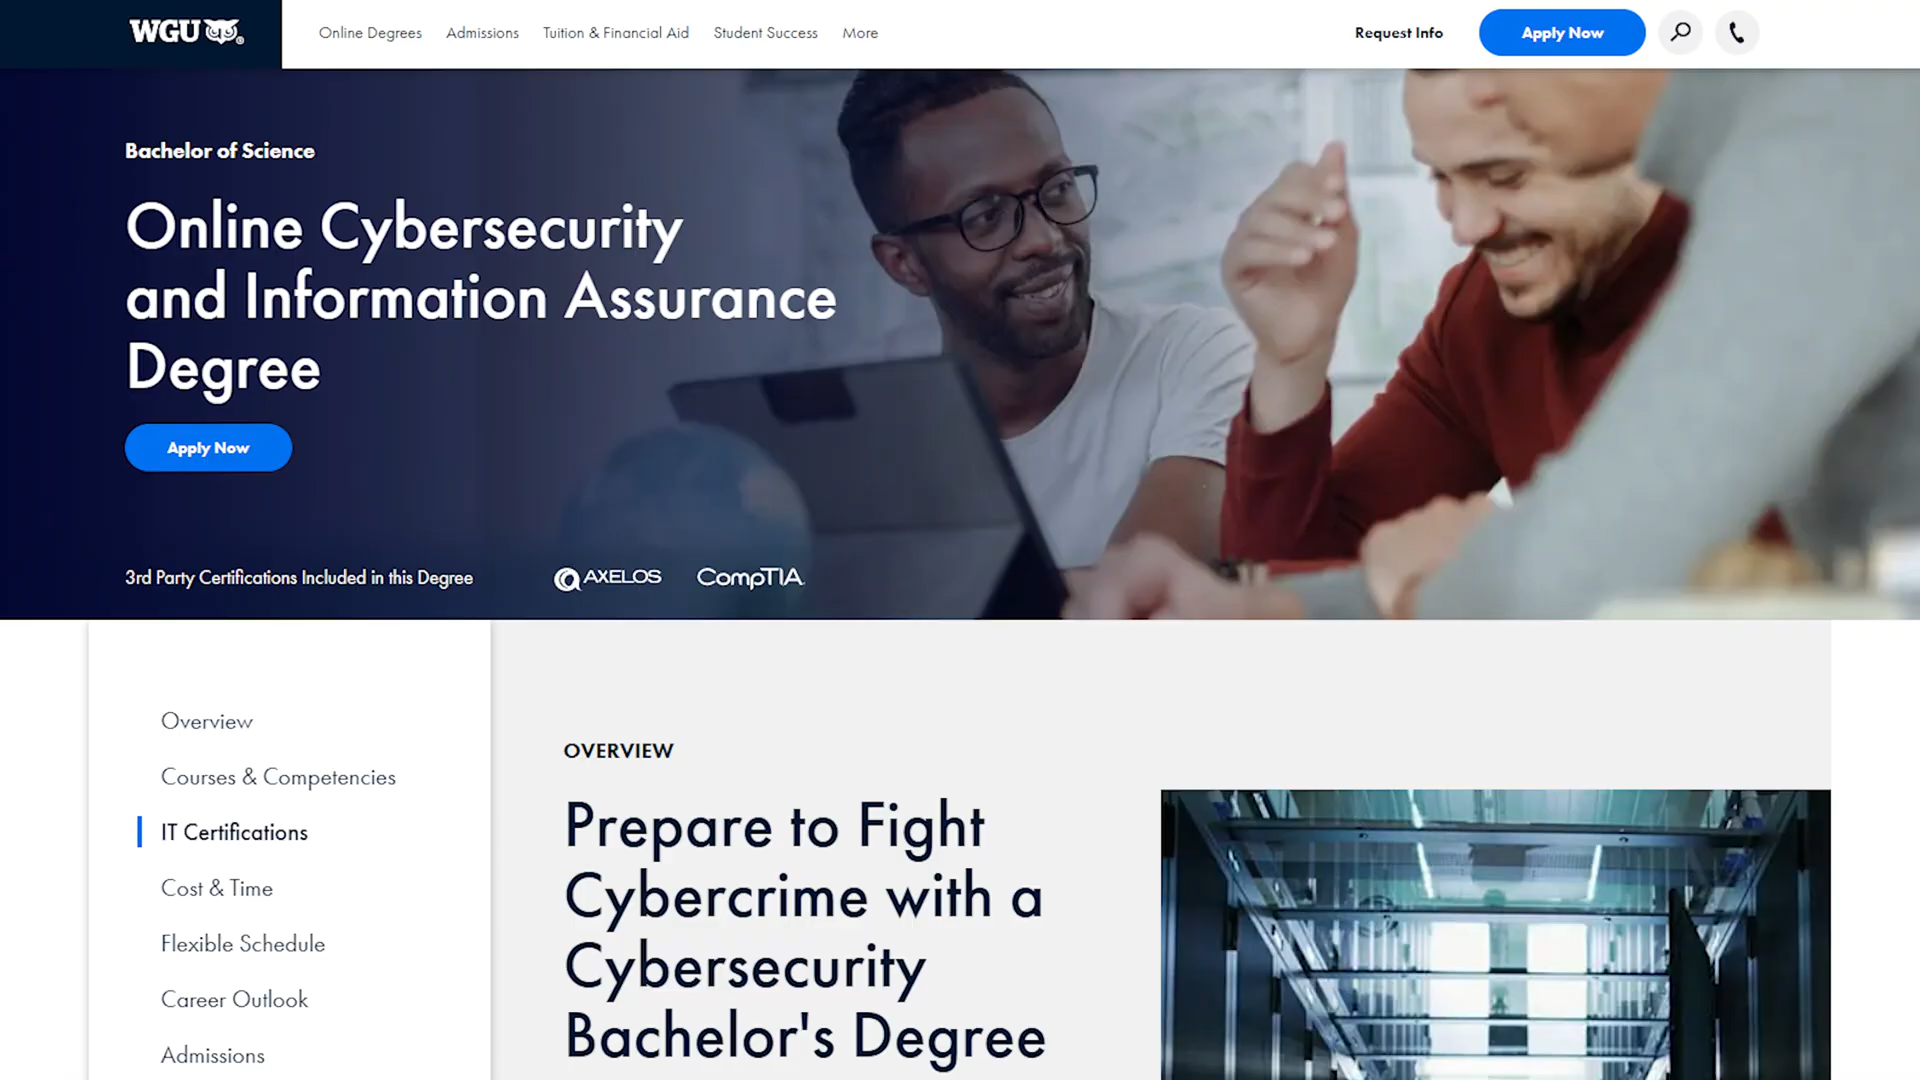 WGU
Online Degrees
Admissions
Tuition & Financial Aid
Student Success
More
Request Info
Apply Now
Bachelor of Science
Online Cybersecurity
and Information Assurance
Degree
Apply Now
3rd Party Certifications Included in this Degree
AXELOS
CompTIA
Overview
Courses & Competencies
IT Certifications
Cost & Time
Flexible Schedule
Career Outlook
Admissions
OVERVIEW
Prepare to Fight
Cybercrime with a
Cybersecurity
Bachelor's Degree